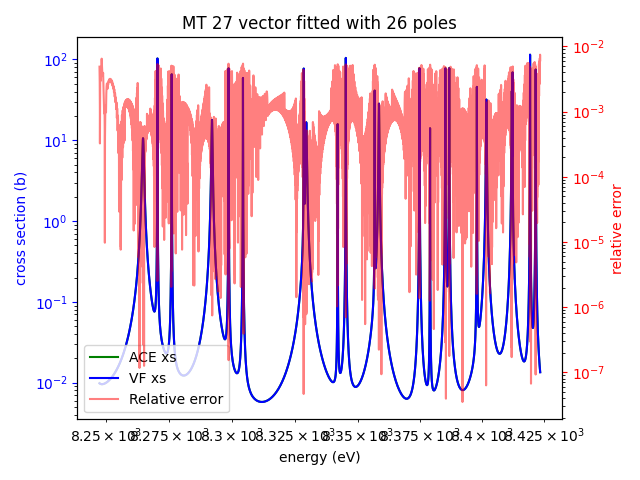 MT 27 vector fitted with 26 poles
cross section (b)
10²
10¹
10⁰
10⁻¹
10⁻²
relative error
10⁻²
10⁻³
10⁻⁴
10⁻⁵
10⁻⁶
10⁻⁷
ACE xs
VF xs
Relative error
8.25 × 10³ 8.275 × 10³ 8.3 × 10³ 8.325 × 10³ 8.35 × 10³ 8.375 × 10³ 8.4 × 10³ 8.425 × 10³
energy (eV)